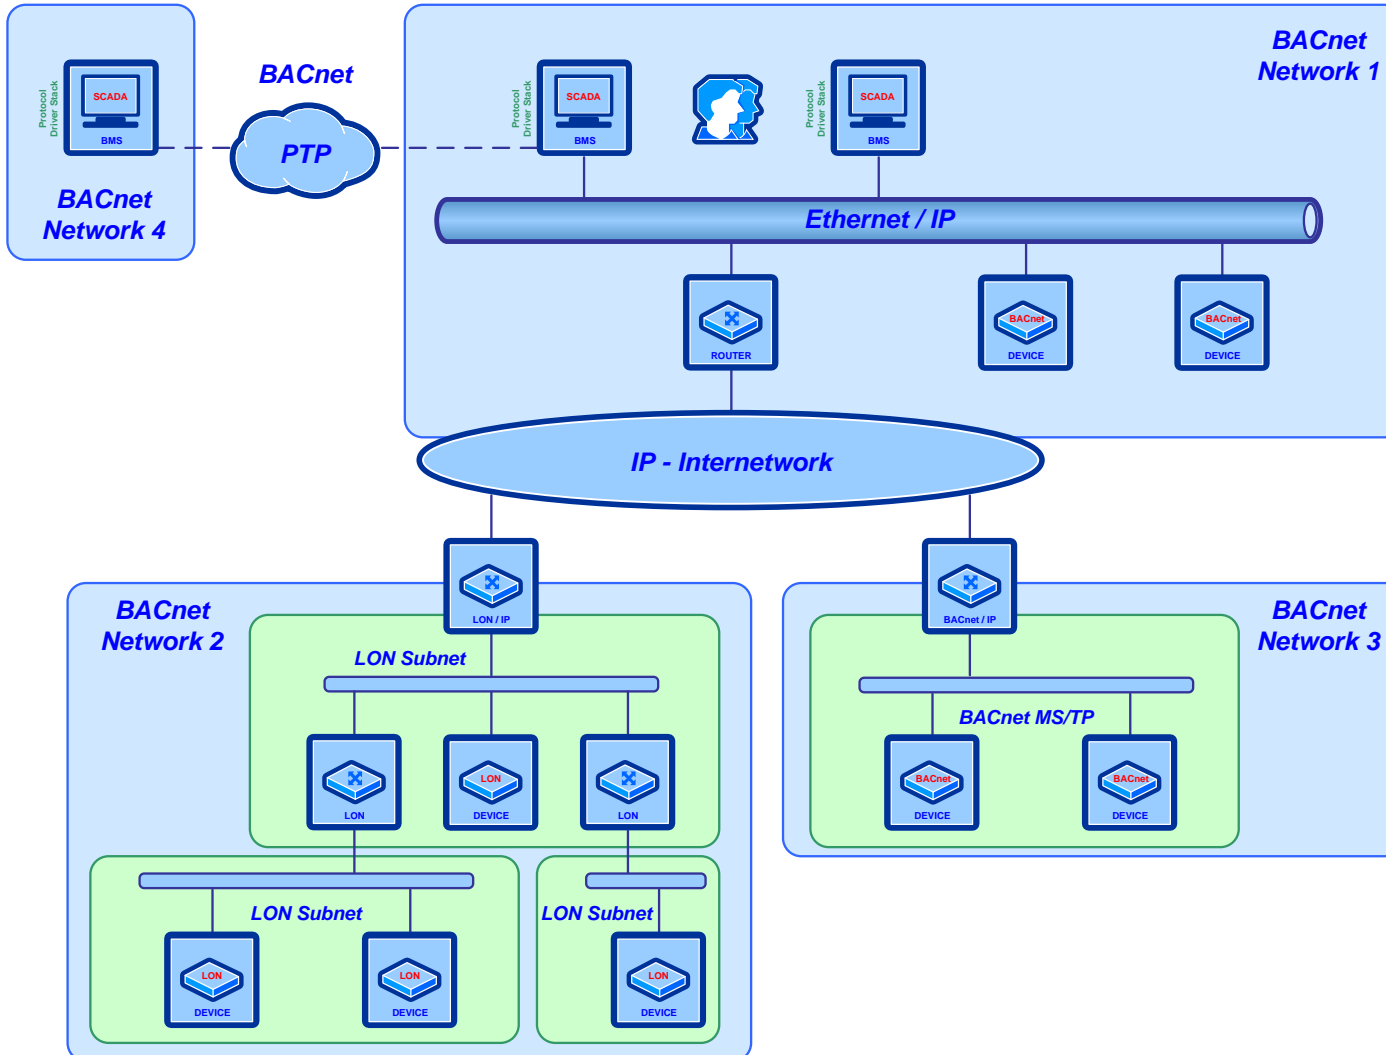 Protocol
Driver Stack
SCADA
BMS
BACnet
Network 4
BACnet
PTP
BACnet
Network 1
Protocol
Driver Stack
SCADA
BMS
Protocol
Driver Stack
SCADA
BMS
Ethernet / IP
ROUTER
BACnet
DEVICE
BACnet
DEVICE
IP - Internetwork
BACnet
Network 2
LON / IP
LON Subnet
LON
LON
DEVICE
LON
LON Subnet
LON
DEVICE
LON
DEVICE
LON Subnet
LON
DEVICE
BACnet / IP
BACnet
Network 3
BACnet MS/TP
BACnet
DEVICE
BACnet
DEVICE